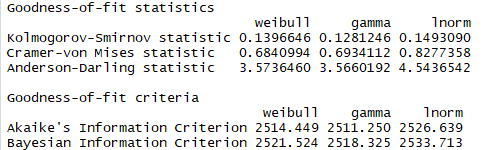 Goodness-of-fit statistics
weibull gamma lnorm
Kolmogorov-Smirnov statistic 0.1396646 0.1281246 0.1493090
Cramer-von Mises statistic 0.6840994 0.6934112 0.8277358
Anderson-Darling statistic 3.5736460 3.5660192 4.5436542
Goodness-of-fit criteria
weibull gamma lnorm
Akaike's Information Criterion 2514.449 2511.250 2526.639
Bayesian Information Criterion 2521.524 2518.325 2533.713